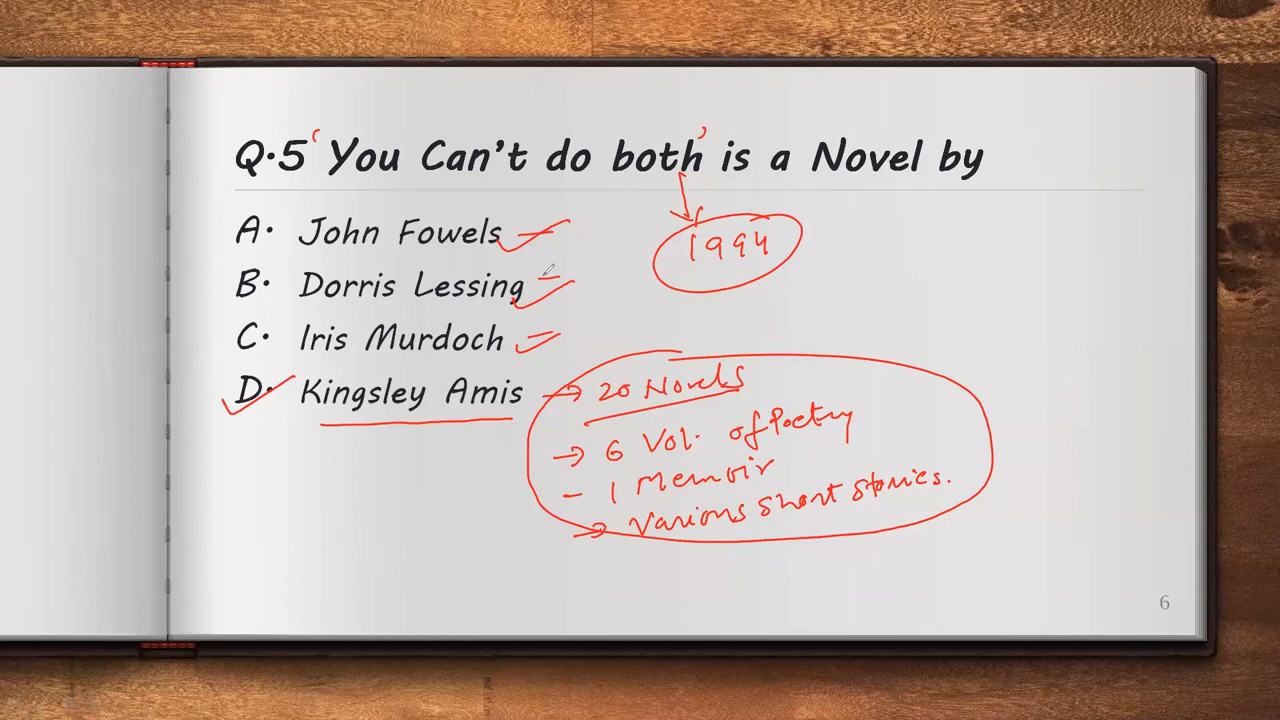 Q.5 ‘You Can't do both’ is a Novel by
A. John Fowels
1994
B. Dorris Lessing
C. Iris Murdoch
D. Kingsley Amis → 20 Novels
→ 6 Vol. of Poetry
- 1 Memoir
→ Various Short Stories.
6